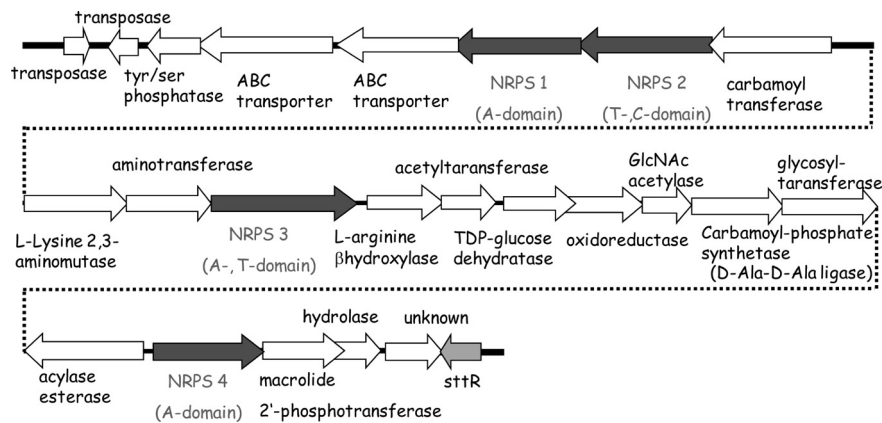 transposase
transposase
tyr/ser
phosphatase
ABC
transporter
ABC
transporter
NRPS 1
(A-domain)
NRPS 2
(T-,C-domain)
carbamoyl
transferase
aminotransferase
acetyltaransferase
GlcNAc
acetylase
glycosyl-
taransferase
L-Lysine 2,3-
aminomutase
NRPS 3
(A-, T-domain)
L-arginine
βhydroxylase
TDP-glucose
dehydratase
oxidoreductase
Carbamoyl-phosphate
synthetase
(D-Ala-D-Ala ligase)
hydrolase
unknown
acylase
esterase
NRPS 4
(A-domain)
macrolide
2'-phosphotransferase
sttR